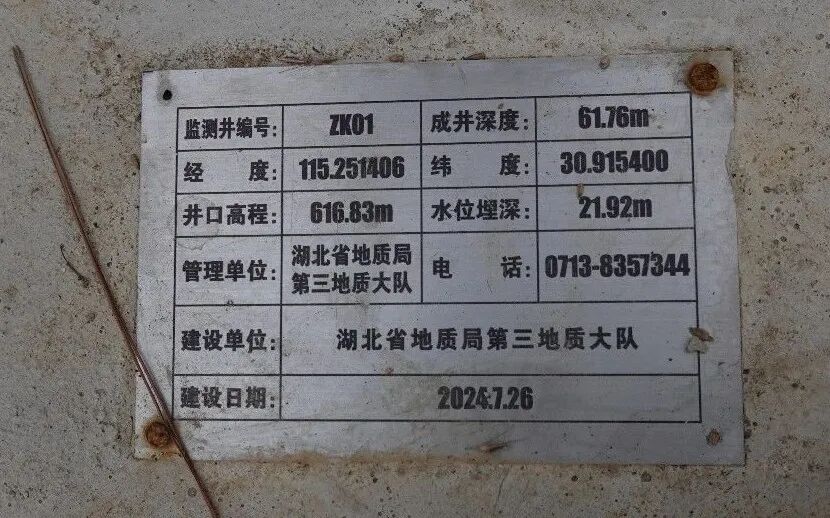 监测井编号: ZK01 成井深度: 61.76m
经 度: 115.251406 纬 度: 30.915400
井口高程: 616.83m 水位埋深: 21.92m
管理单位: 湖北省地质局 第三地质大队 电 话: 0713-8357344
建设单位: 湖北省地质局第三地质大队
建设日期: 2024.7.26